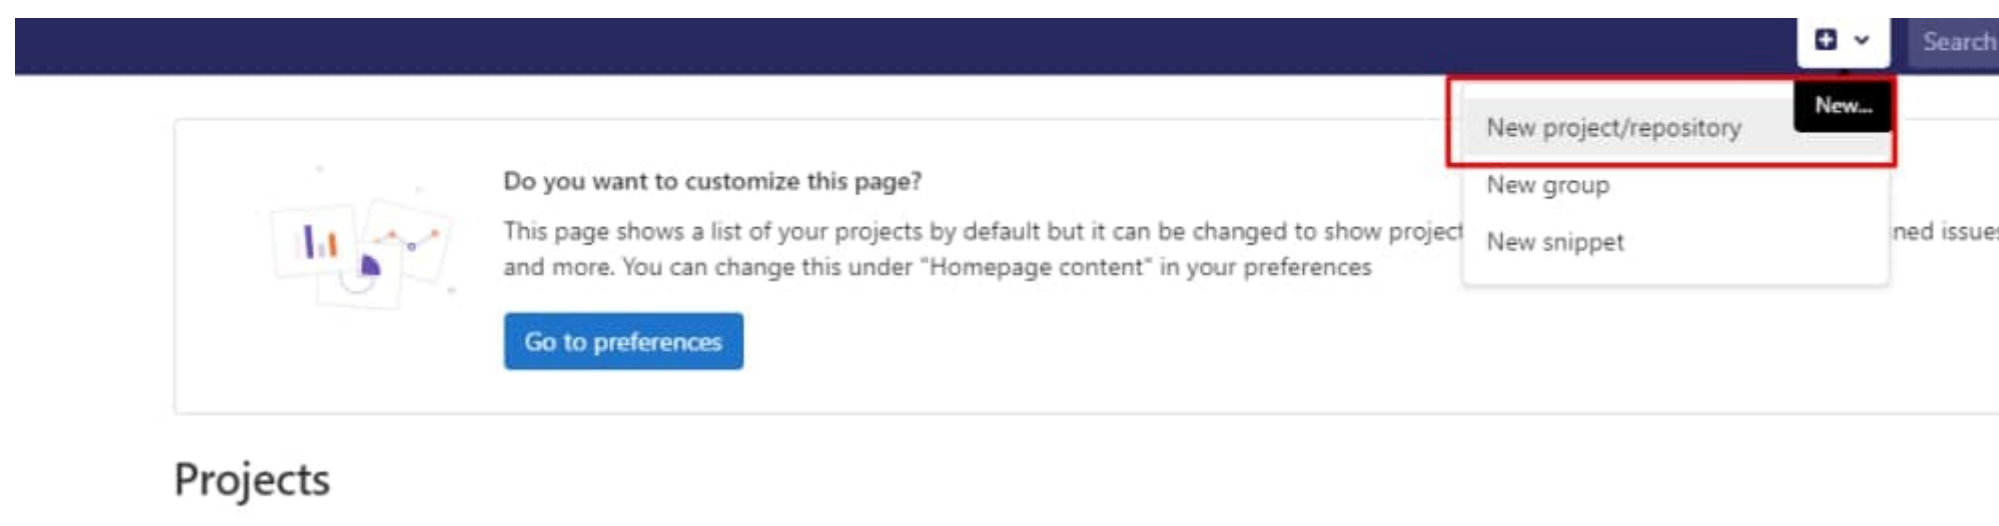 Search
New...
New project/repository
New group
New snippet
Do you want to customize this page?
This page shows a list of your projects by default but it can be changed to show project ned issues
and more. You can change this under "Homepage content" in your preferences
Go to preferences
Projects